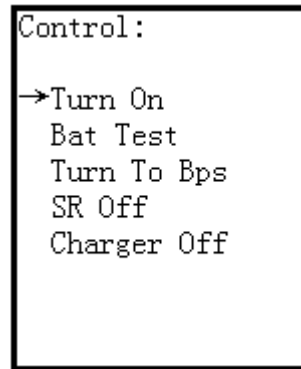 Control:
→Turn On
Bat Test
Turn To Bps
SR Off
Charger Off